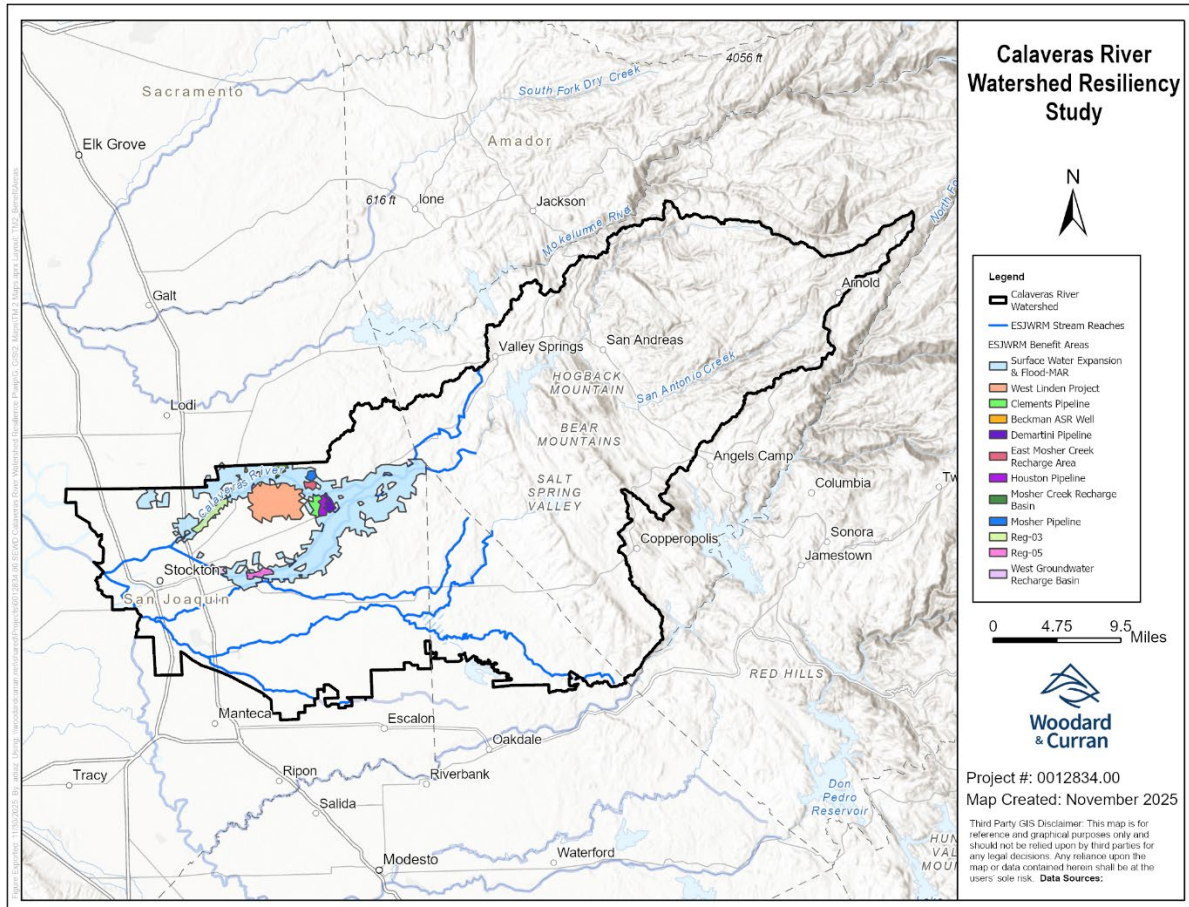 Calaveras River
Watershed Resiliency
Study
N
Legend
Calaveras River
Watershed
ESJWRM Stream Reaches
ESJWRM Benefit Areas
Surface Water Expansion
& Flood-MAR
West Linden Project
Clements Pipeline
Beckman ASR Well
Demartini Pipeline
East Mosher Creek
Recharge Area
Houston Pipeline
Mosher Creek Recharge
Basin
Mosher Pipeline
Reg-03
Reg-05
West Groundwater
Recharge Basin
0 4.75 9.5
Miles
Woodard
& Curran
Project #: 0012834.00
Map Created: November 2025
Third Party GIS Disclaimer: This map is for
reference and graphical purposes only and
should not be relied upon by third parties for
any legal decisions. Any reliance upon the
map or data contained herein shall be at the
users' sole risk. Data Sources:
4056 ft
South Fork Dry Creek
Sacramento
Elk Grove
Amador
616 ft
Ione
Jackson
Mokelumne River
North Fo
Galt
Arnold
Valley Springs
San Andreas
HOGBACK
MOUNTAIN
San Antonio Creek
Lodi
BEAR
MOUNTAINS
Angels Camp
Calaveras River
SALT
SPRING
VALLEY
Columbia
Tw
Sonora
Copperopolis
Jamestown
Stockton
San Joaquin
RED HILLS
Manteca
Escalon
Oakdale
Tracy
Ripon
Riverbank
Salida
Don
Pedro
Reservoir
HUN
VAL
MOU
Modesto
Waterford